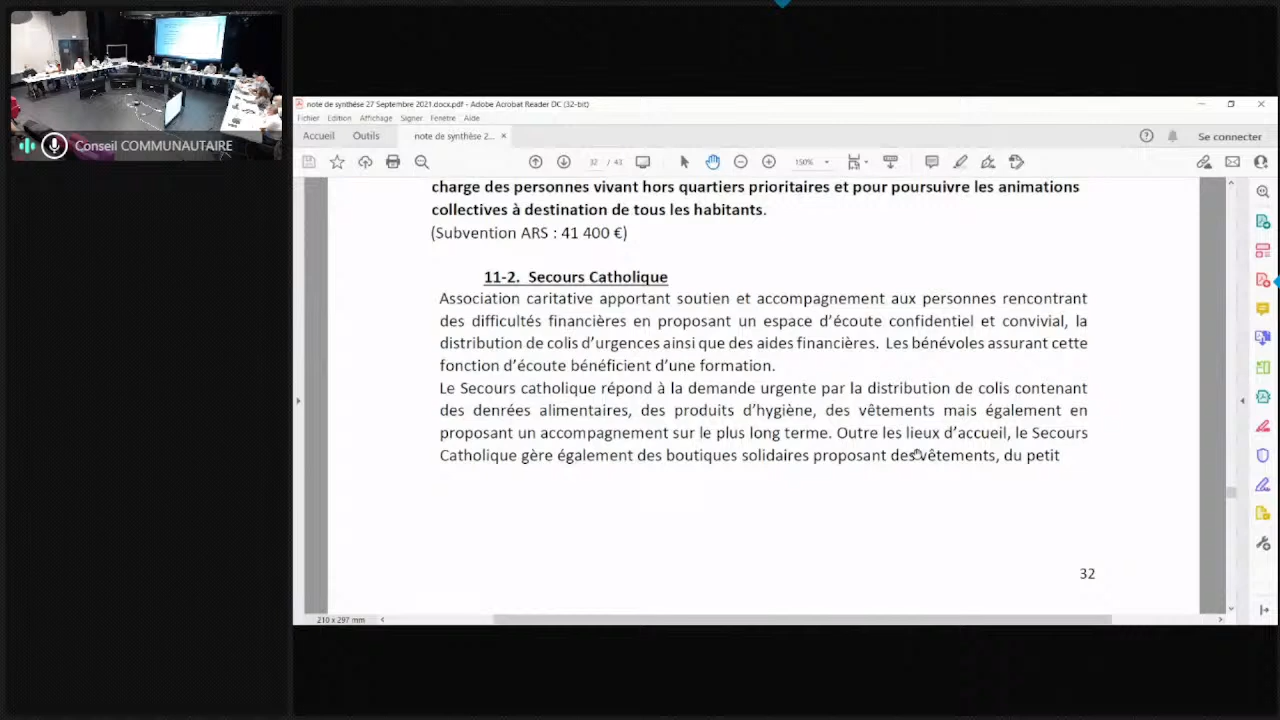 Conseil COMMUNAUTAIRE
note de synthèse 27 Septembre 2021.docx.pdf - Adobe Acrobat Reader DC (32-bit)
Fichier Edition Affichage Signer Fenêtre Aide
Accueil Outils note de synthèse 2... × Se connecter
32 / 43 150%
charge des personnes vivant hors quartiers prioritaires et pour poursuivre les animations
collectives à destination de tous les habitants.
(Subvention ARS : 41 400 €)
11-2. Secours Catholique
Association caritative apportant soutien et accompagnement aux personnes rencontrant
des difficultés financières en proposant un espace d’écoute confidentiel et convivial, la
distribution de colis d’urgences ainsi que des aides financières. Les bénévoles assurant cette
fonction d’écoute bénéficient d’une formation.
Le Secours catholique répond à la demande urgente par la distribution de colis contenant
des denrées alimentaires, des produits d’hygiène, des vêtements mais également en
proposant un accompagnement sur le plus long terme. Outre les lieux d’accueil, le Secours
Catholique gère également des boutiques solidaires proposant des vêtements, du petit
32
210 x 297 mm